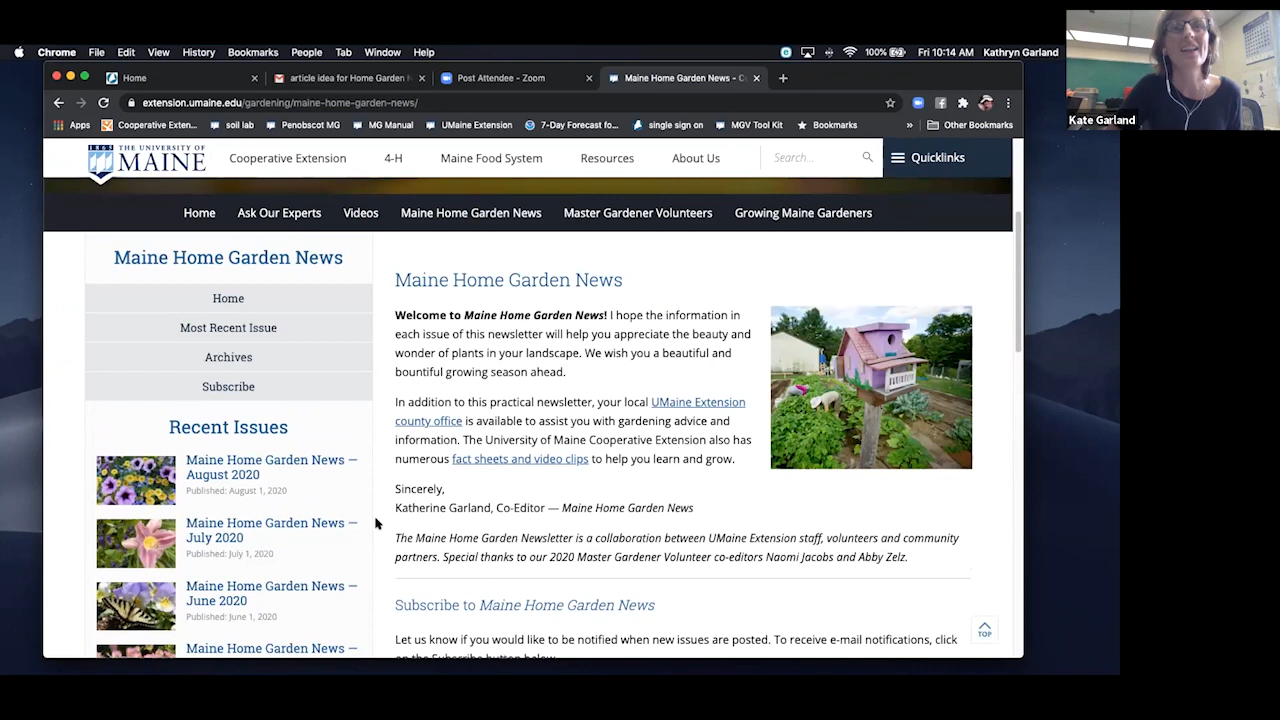 Chrome File Edit View History Bookmarks People Tab Window Help 100% Fri 10:14 AM Kathryn Garland
Home article idea for Home Garden Post Attendee - Zoom Maine Home Garden News -
extension.umaine.edu/gardening/maine-home-garden-news/
Apps Cooperative Exten... soil lab Penobscot MG MG Manual UMaine Extension 7-Day Forecast fo... single sign on MGV Tool Kit Bookmarks » Other Bookmarks
Kate Garland
1865 THE UNIVERSITY OF
MAINE
Cooperative Extension 4-H Maine Food System Resources About Us Search... Quicklinks
Home Ask Our Experts Videos Maine Home Garden News Master Gardener Volunteers Growing Maine Gardeners
Maine Home Garden News
Home
Most Recent Issue
Archives
Subscribe
Recent Issues
Maine Home Garden News —
August 2020
Published: August 1, 2020
Maine Home Garden News —
July 2020
Published: July 1, 2020
Maine Home Garden News —
June 2020
Published: June 1, 2020
Maine Home Garden News —
Maine Home Garden News
Welcome to Maine Home Garden News! I hope the information in
each issue of this newsletter will help you appreciate the beauty and
wonder of plants in your landscape. We wish you a beautiful and
bountiful growing season ahead.
In addition to this practical newsletter, your local UMaine Extension
county office is available to assist you with gardening advice and
information. The University of Maine Cooperative Extension also has
numerous fact sheets and video clips to help you learn and grow.
Sincerely,
Katherine Garland, Co-Editor — Maine Home Garden News
The Maine Home Garden Newsletter is a collaboration between UMaine Extension staff, volunteers and community
partners. Special thanks to our 2020 Master Gardener Volunteer co-editors Naomi Jacobs and Abby Zelz.
Subscribe to Maine Home Garden News
Let us know if you would like to be notified when new issues are posted. To receive e-mail notifications, click
on the Subscribe button below.
TOP